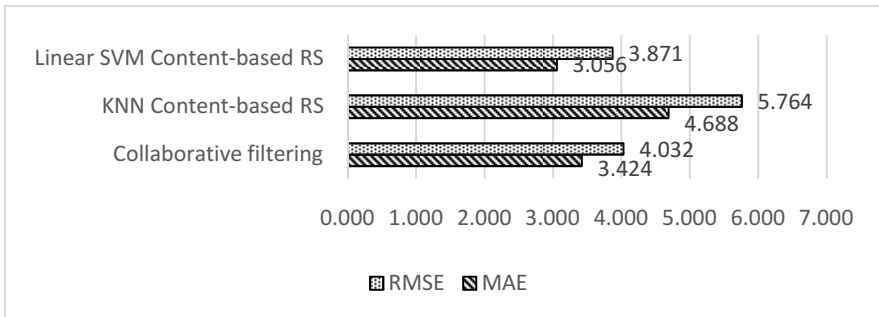 Linear SVM Content-based RS
3.871
3.056
KNN Content-based RS
5.764
4.688
Collaborative filtering
4.032
3.424
0.000 1.000 2.000 3.000 4.000 5.000 6.000 7.000
RMSE MAE